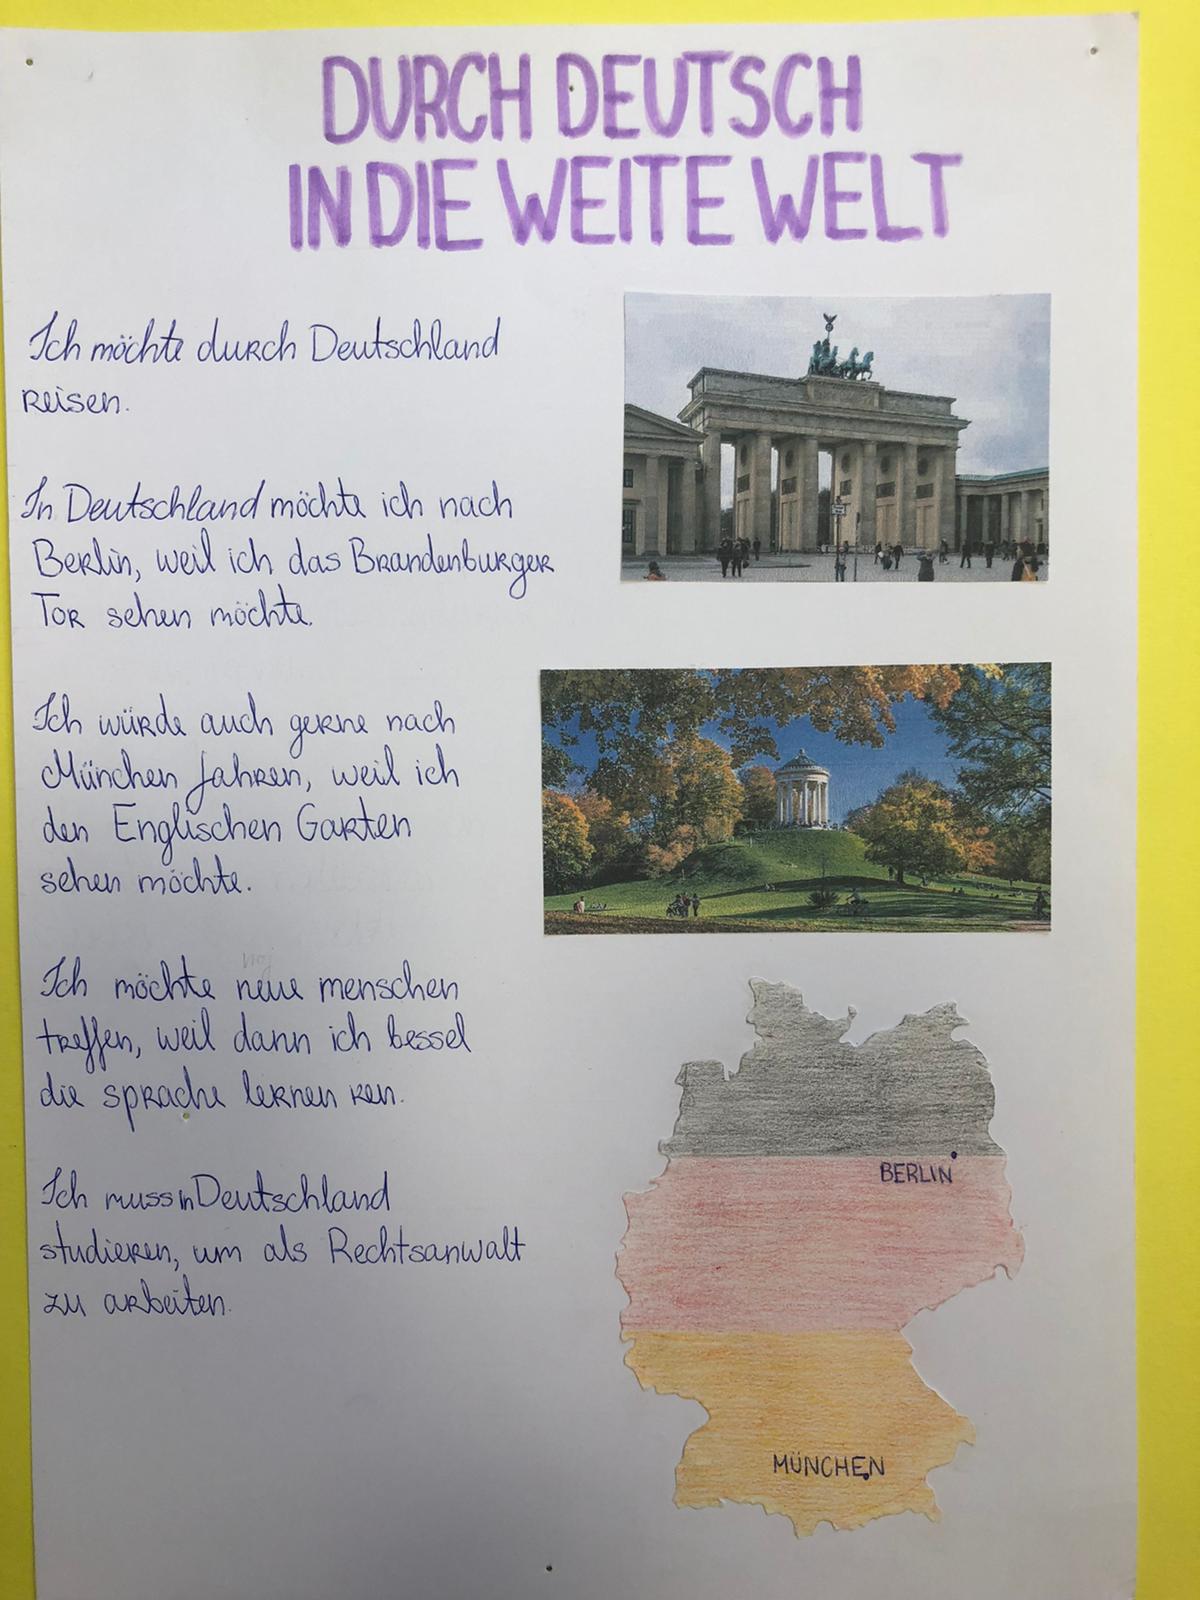 DURCH DEUTSCH
IN DIE WEITE WELT
Ich möchte durch Deutschland
reisen.
In Deutschland möchte ich nach
Berlin, weil ich das Brandenburger
Tor sehen möchte.
Ich würde auch gerne nach
München fahren, weil ich
den Englischen Garten
sehen möchte.
Ich möchte neue menschen
treffen, weil dann ich bessel
die sprache lernen ken.
Ich muss in Deutschland
studieren, um als Rechtsanwalt
zu arbeiten.
BERLIN
MÜNCHEN